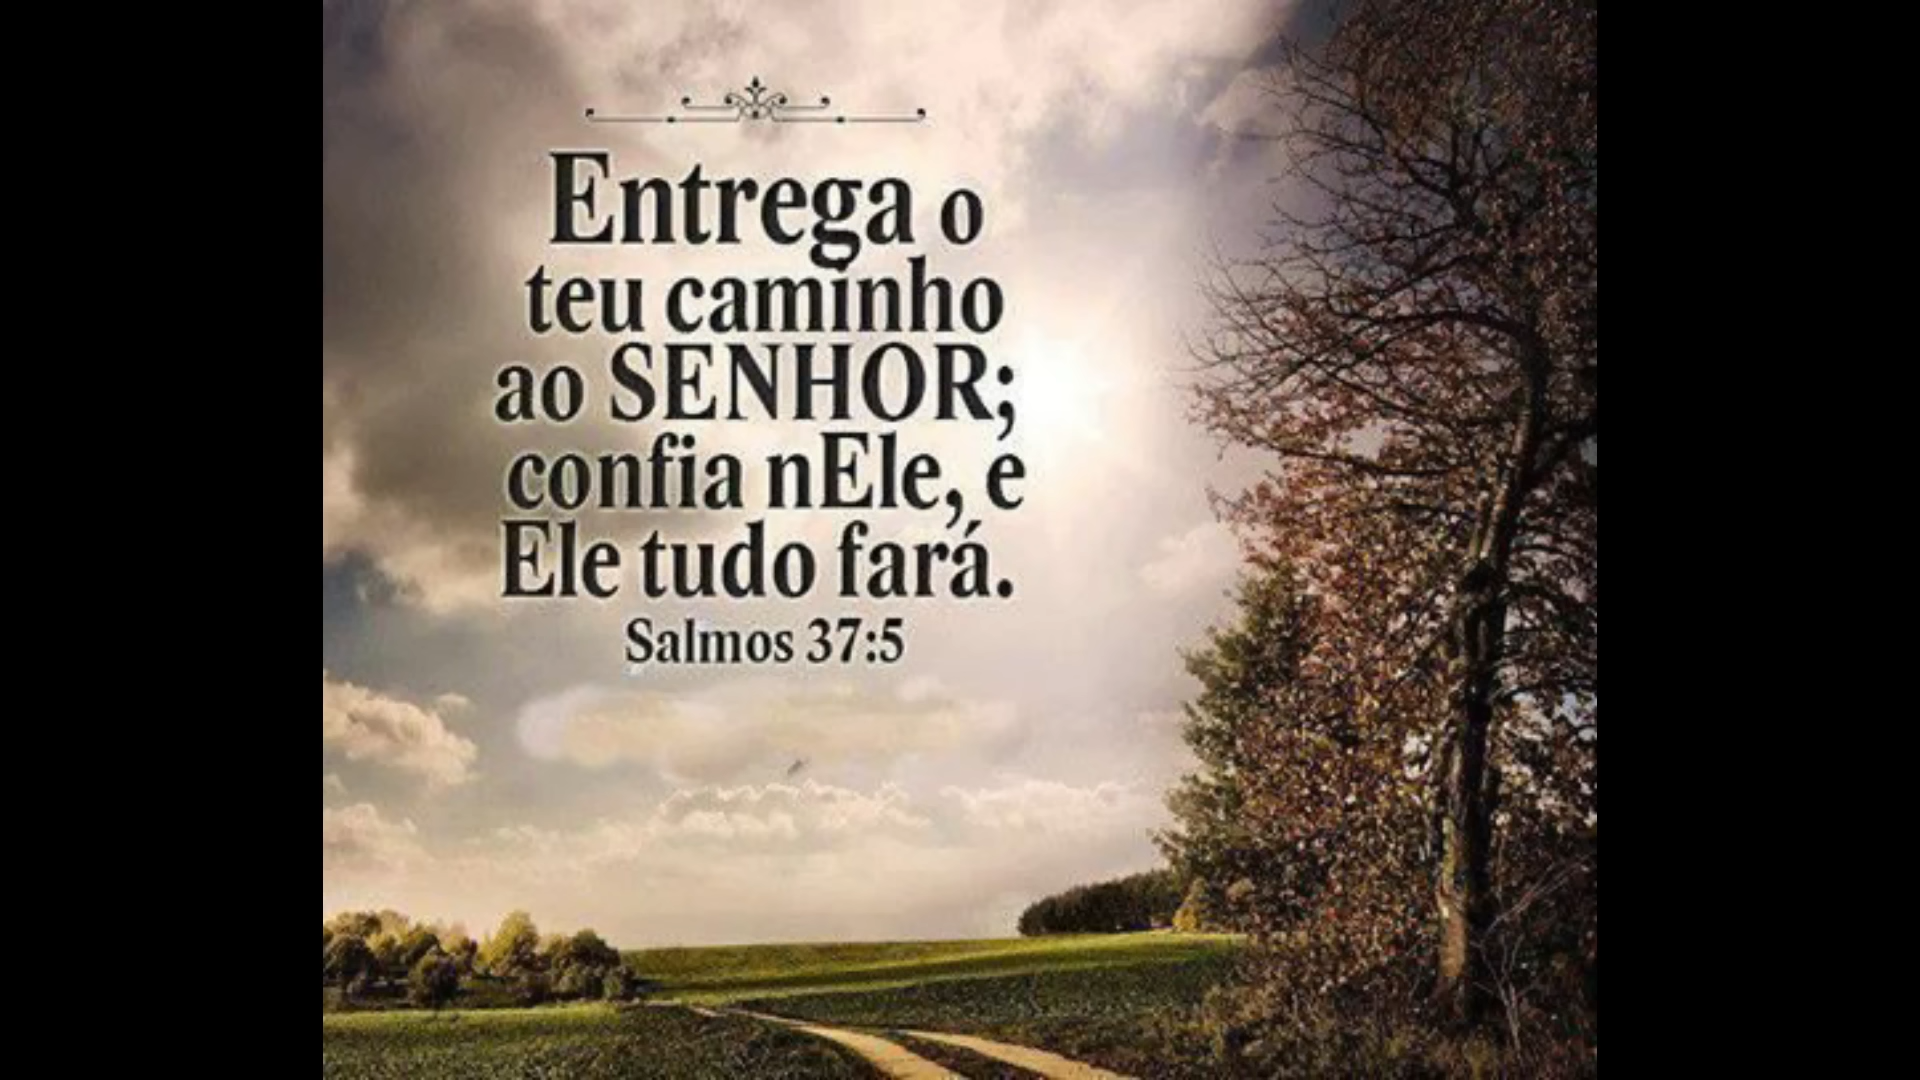 Entrega o
teu caminho
ao SENHOR;
confia nEle, e
Ele tudo fará.
Salmos 37:5